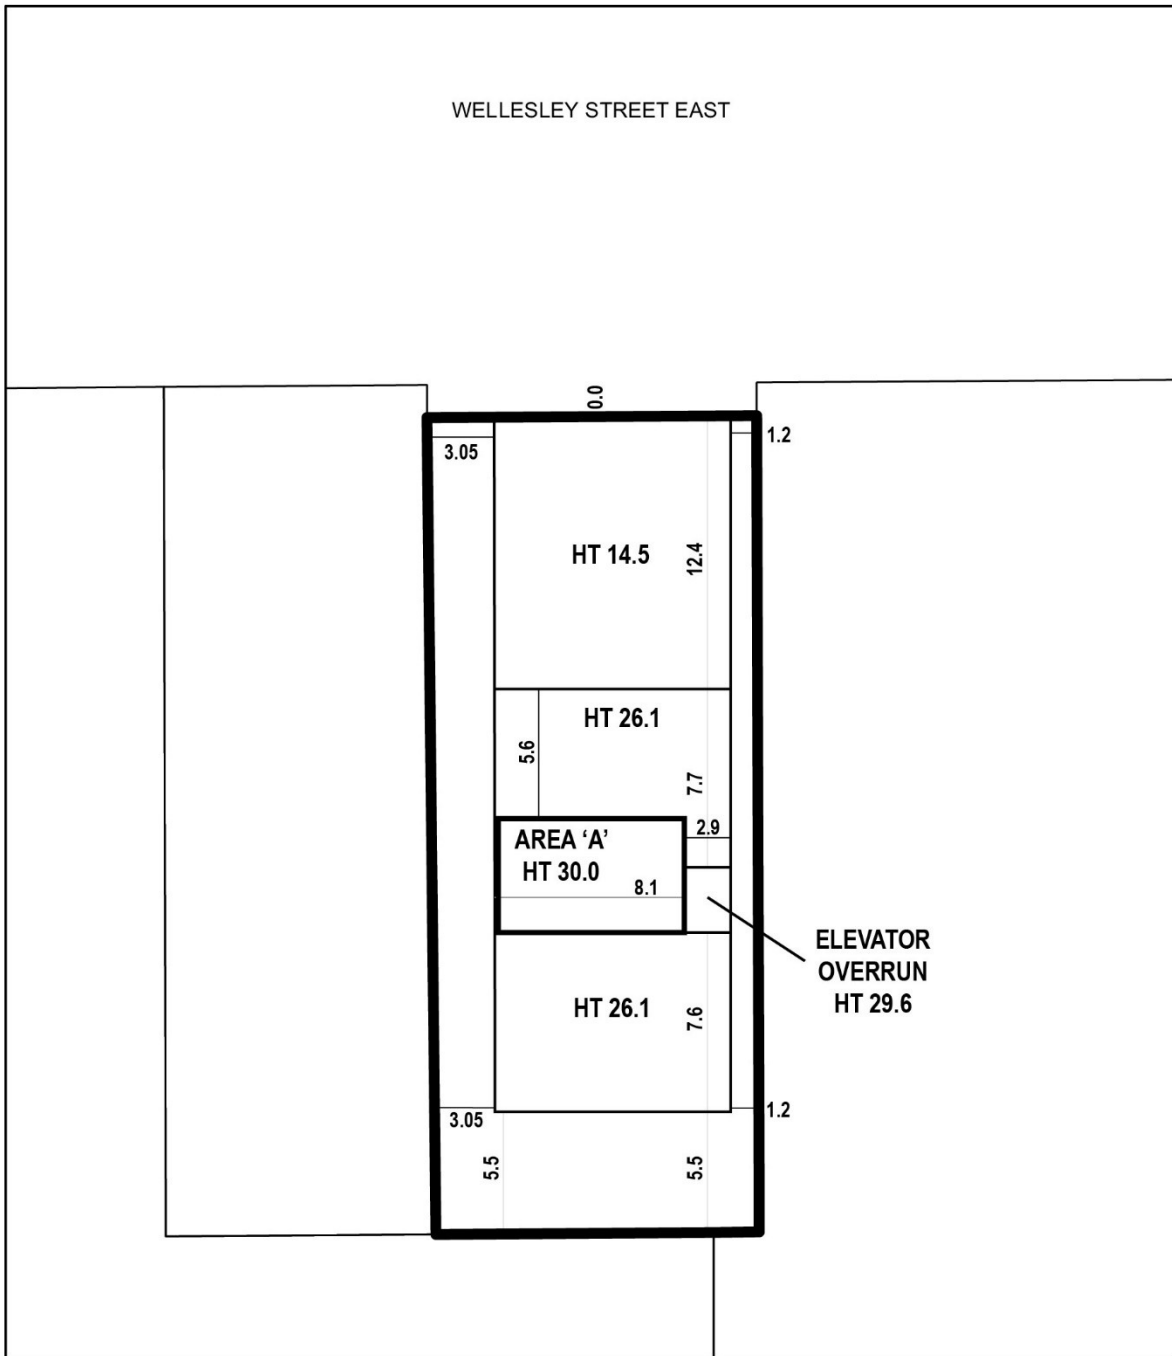 WELLESLEY STREET EAST
0.0
3.05
1.2
HT 14.5
12.4
HT 26.1
5.6
7.7
2.9
AREA ‘A’
HT 30.0
8.1
ELEVATOR
OVERRUN
HT 29.6
HT 26.1
7.6
3.05
1.2
5.5
5.5